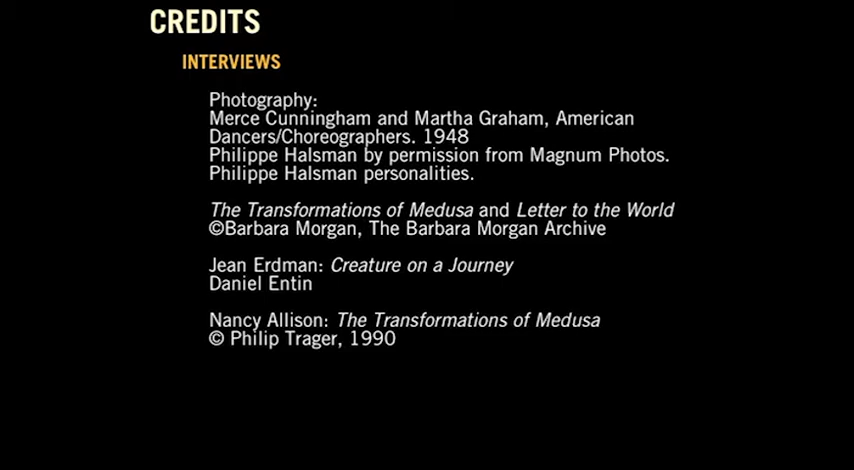 CREDITS
INTERVIEWS
Photography:
Merce Cunningham and Martha Graham, American
Dancers/Choreographers. 1948
Philippe Halsman by permission from Magnum Photos.
Philippe Halsman personalities.
The Transformations of Medusa and Letter to the World
©Barbara Morgan, The Barbara Morgan Archive
Jean Erdman: Creature on a Journey
Daniel Entin
Nancy Allison: The Transformations of Medusa
© Philip Trager, 1990